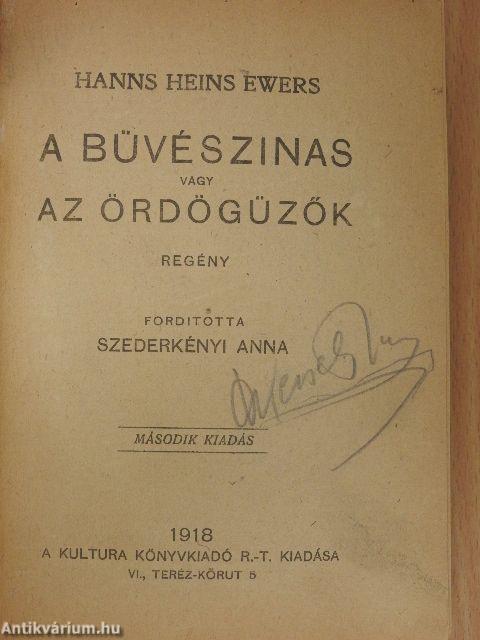 HANNS HEINS EWERS
A BÜVÉSZINAS
VAGY
AZ ÖRDÖGÜZŐK
REGÉNY
FORDITOTTA
SZEDERKÉNYI ANNA
MÁSODIK KIADÁS
1918
A KULTURA KÖNYVKIADÓ R.-T. KIADÁSA
VI., TERÉZ-KÖRUT 5
Antikvárium.hu